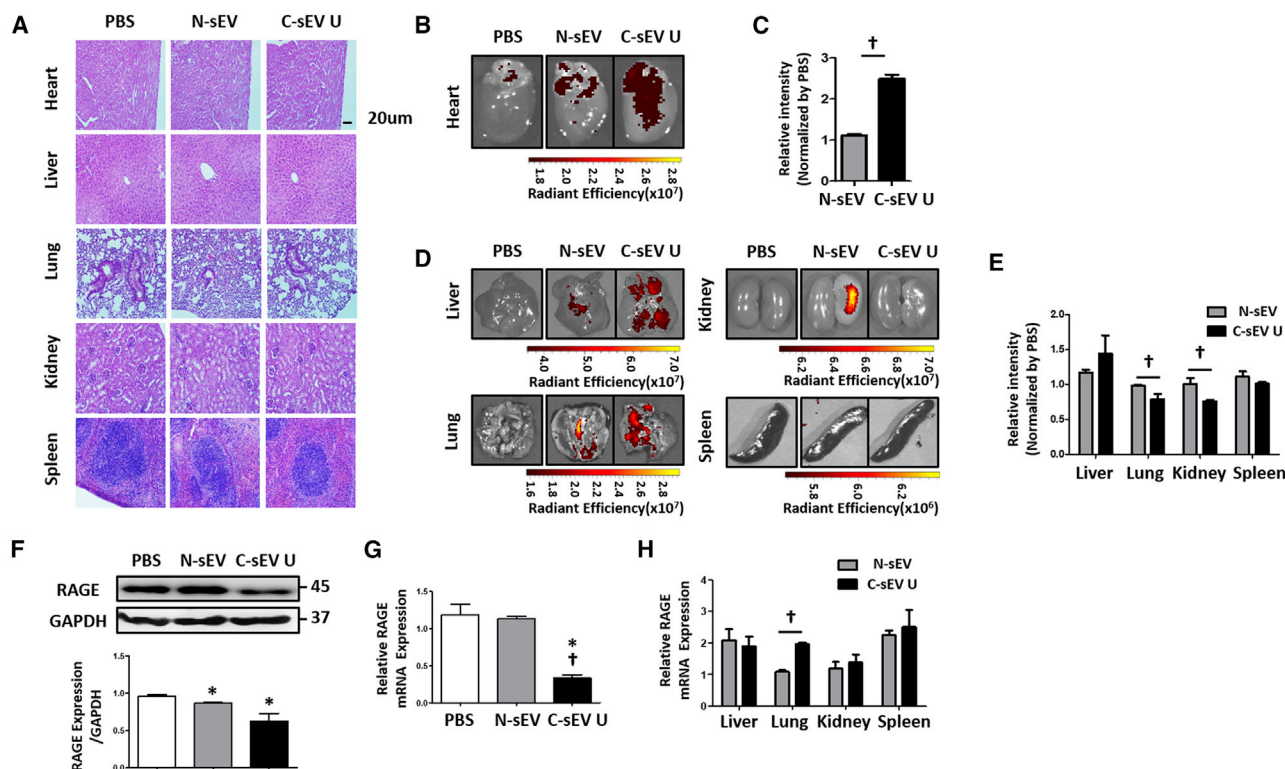 A
PBS
N-sEV
C-sEV U
Heart
Liver
Lung
Kidney
Spleen
20um
B
PBS
N-sEV
C-sEV U
Heart
1.8
2.0
2.2
2.4
2.6
2.8
Radiant Efficiency(x10⁷)
C
Relative intensity
(Normalized by PBS)
3
2
1
0
†
N-sEV
C-sEV U
D
PBS
N-sEV
C-sEV U
Liver
4.0
5.0
6.0
7.0
Radiant Efficiency(x10⁷)
Lung
1.6
1.8
2.0
2.2
2.4
2.6
2.8
Radiant Efficiency(x10⁷)
PBS
N-sEV
C-sEV U
Kidney
6.2
6.4
6.6
6.8
7.0
Radiant Efficiency(x10⁷)
Spleen
5.8
6.0
6.2
Radiant Efficiency(x10⁶)
E
N-sEV
C-sEV U
Relative intensity
(Normalized by PBS)
2.0
1.5
1.0
0.5
0.0
†
†
Liver
Lung
Kidney
Spleen
F
PBS
N-sEV
C-sEV U
RAGE
45
GAPDH
37
RAGE Expression
/GAPDH
1.5
1.0
0.5
0.0
*
*
G
Relative RAGE
mRNA Expression
1.5
1.0
0.5
0.0
*
†
PBS
N-sEV
C-sEV U
H
N-sEV
C-sEV U
Relative RAGE
mRNA Expression
4
3
2
1
0
†
Liver
Lung
Kidney
Spleen